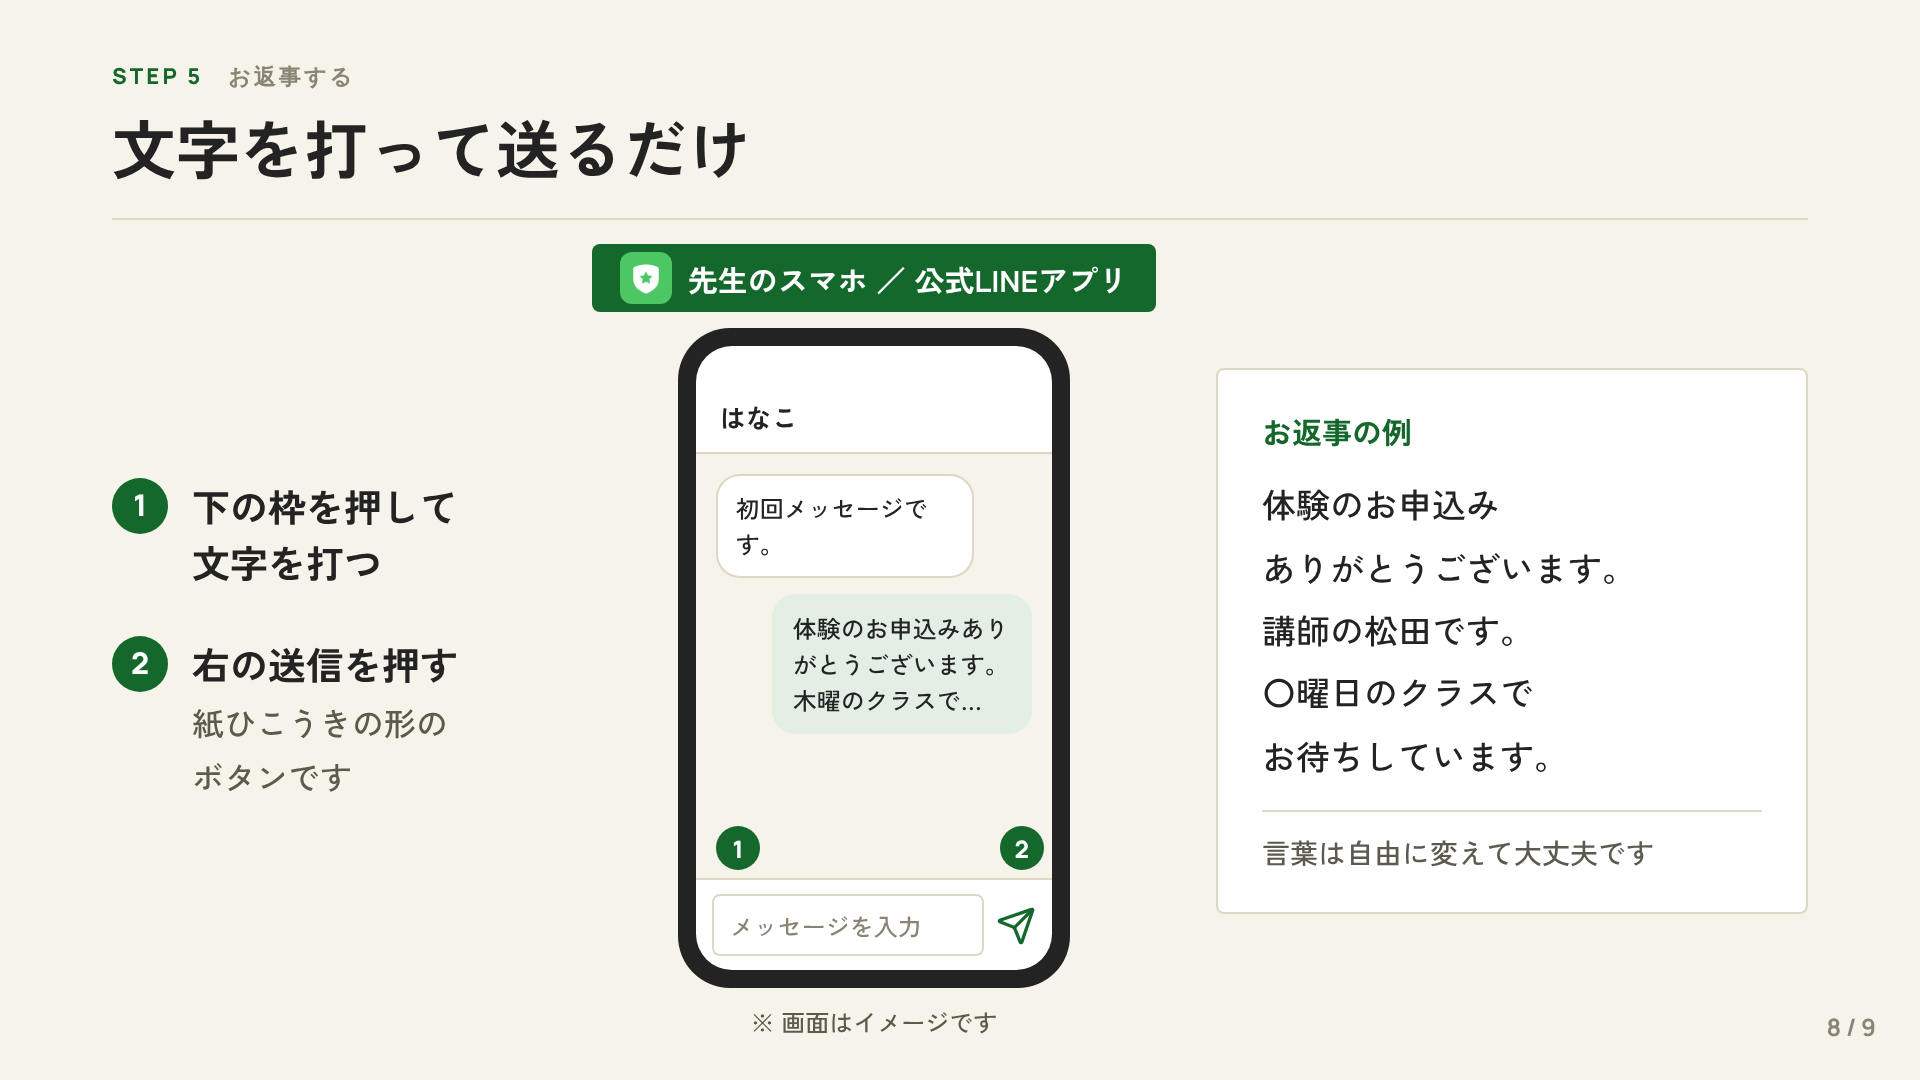 STEP 5 お返事する
文字を打って送るだけ
先生のスマホ ／ 公式LINEアプリ
1 下の枠を押して
文字を打つ
2 右の送信を押す
紙ひこうきの形の
ボタンです
はなこ
初回メッセージで
す。
体験のお申込みあり
がとうございます。
木曜のクラスで…
1
2
メッセージを入力
※ 画面はイメージです
お返事の例
体験のお申込み
ありがとうございます。
講師の松田です。
〇曜日のクラスで
お待ちしています。
言葉は自由に変えて大丈夫です
8 / 9